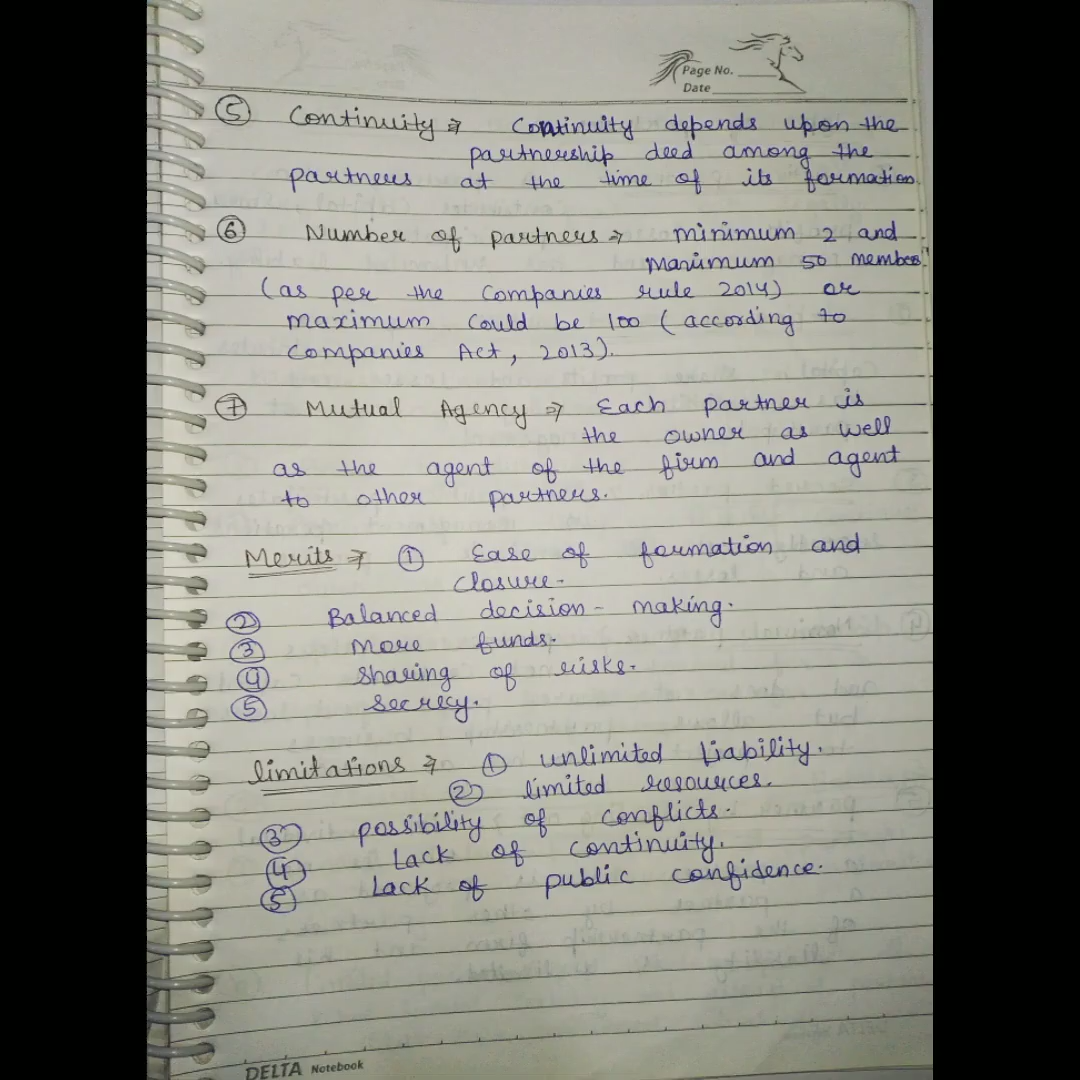 Page No.
Date
⑤ Continuity ⇒ Continuity depends upon the
partnership deed among the
partners at the time of its formation.
⑥ Number of partners ⇒ minimum 2 and
maximum 50 members
(as per the Companies rule 2014) or
maximum could be 100 (according to
Companies Act, 2013).
⑦ Mutual Agency ⇒ Each partner is
the owner as well
as the agent of the firm and agent
to other partners.
Merits ⇒ ① Ease of formation and
closure.
② Balanced decision - making.
③ more funds.
④ Sharing of risks.
⑤ Secrecy.
limitations ⇒ ① unlimited liability.
② limited resources.
③ possibility of conflicts.
④ Lack of continuity.
⑤ Lack of public confidence.
DELTA Notebook